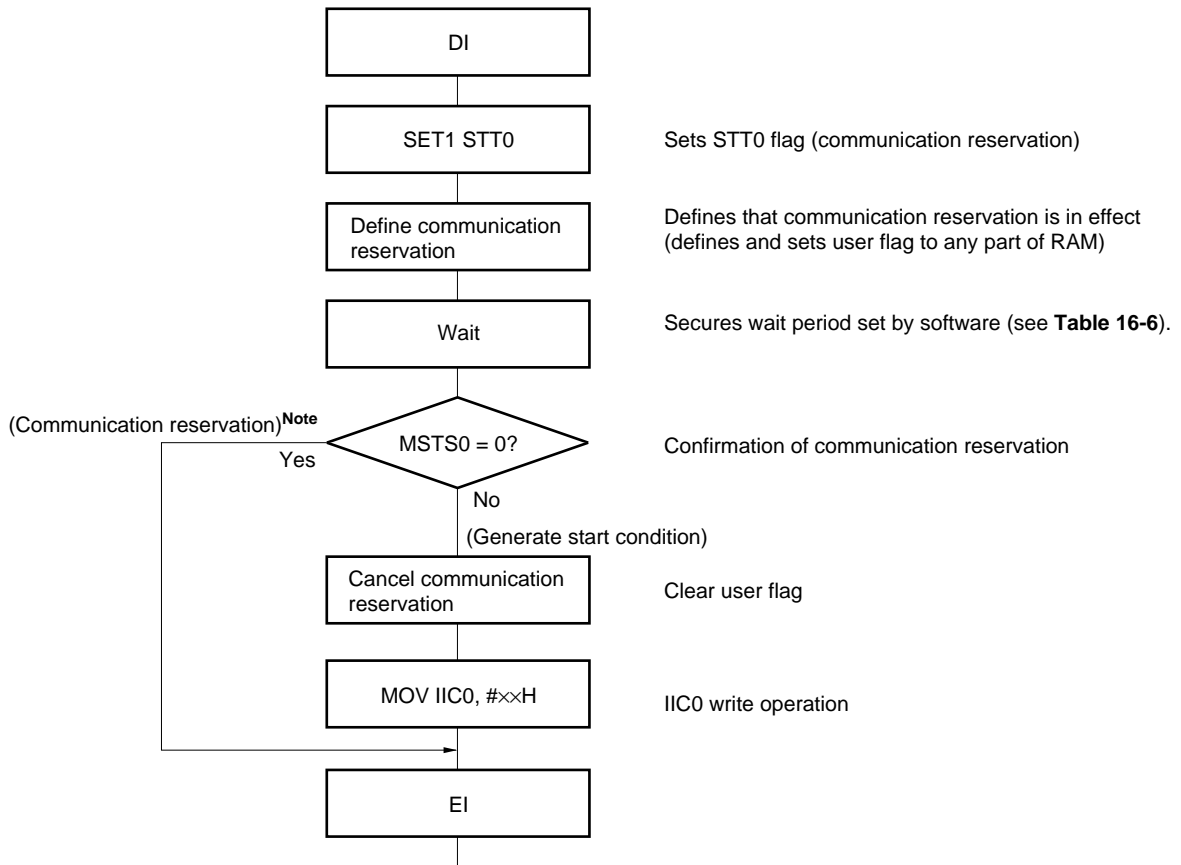 DI
SET1 STT0
Sets STT0 flag (communication reservation)
Define communication
reservation
Defines that communication reservation is in effect
(defines and sets user flag to any part of RAM)
Wait
Secures wait period set by software (see Table 16-6).
(Communication reservation)Note
Yes
MSTS0 = 0?
Confirmation of communication reservation
No
(Generate start condition)
Cancel communication
reservation
Clear user flag
MOV IIC0, #××H
IIC0 write operation
EI